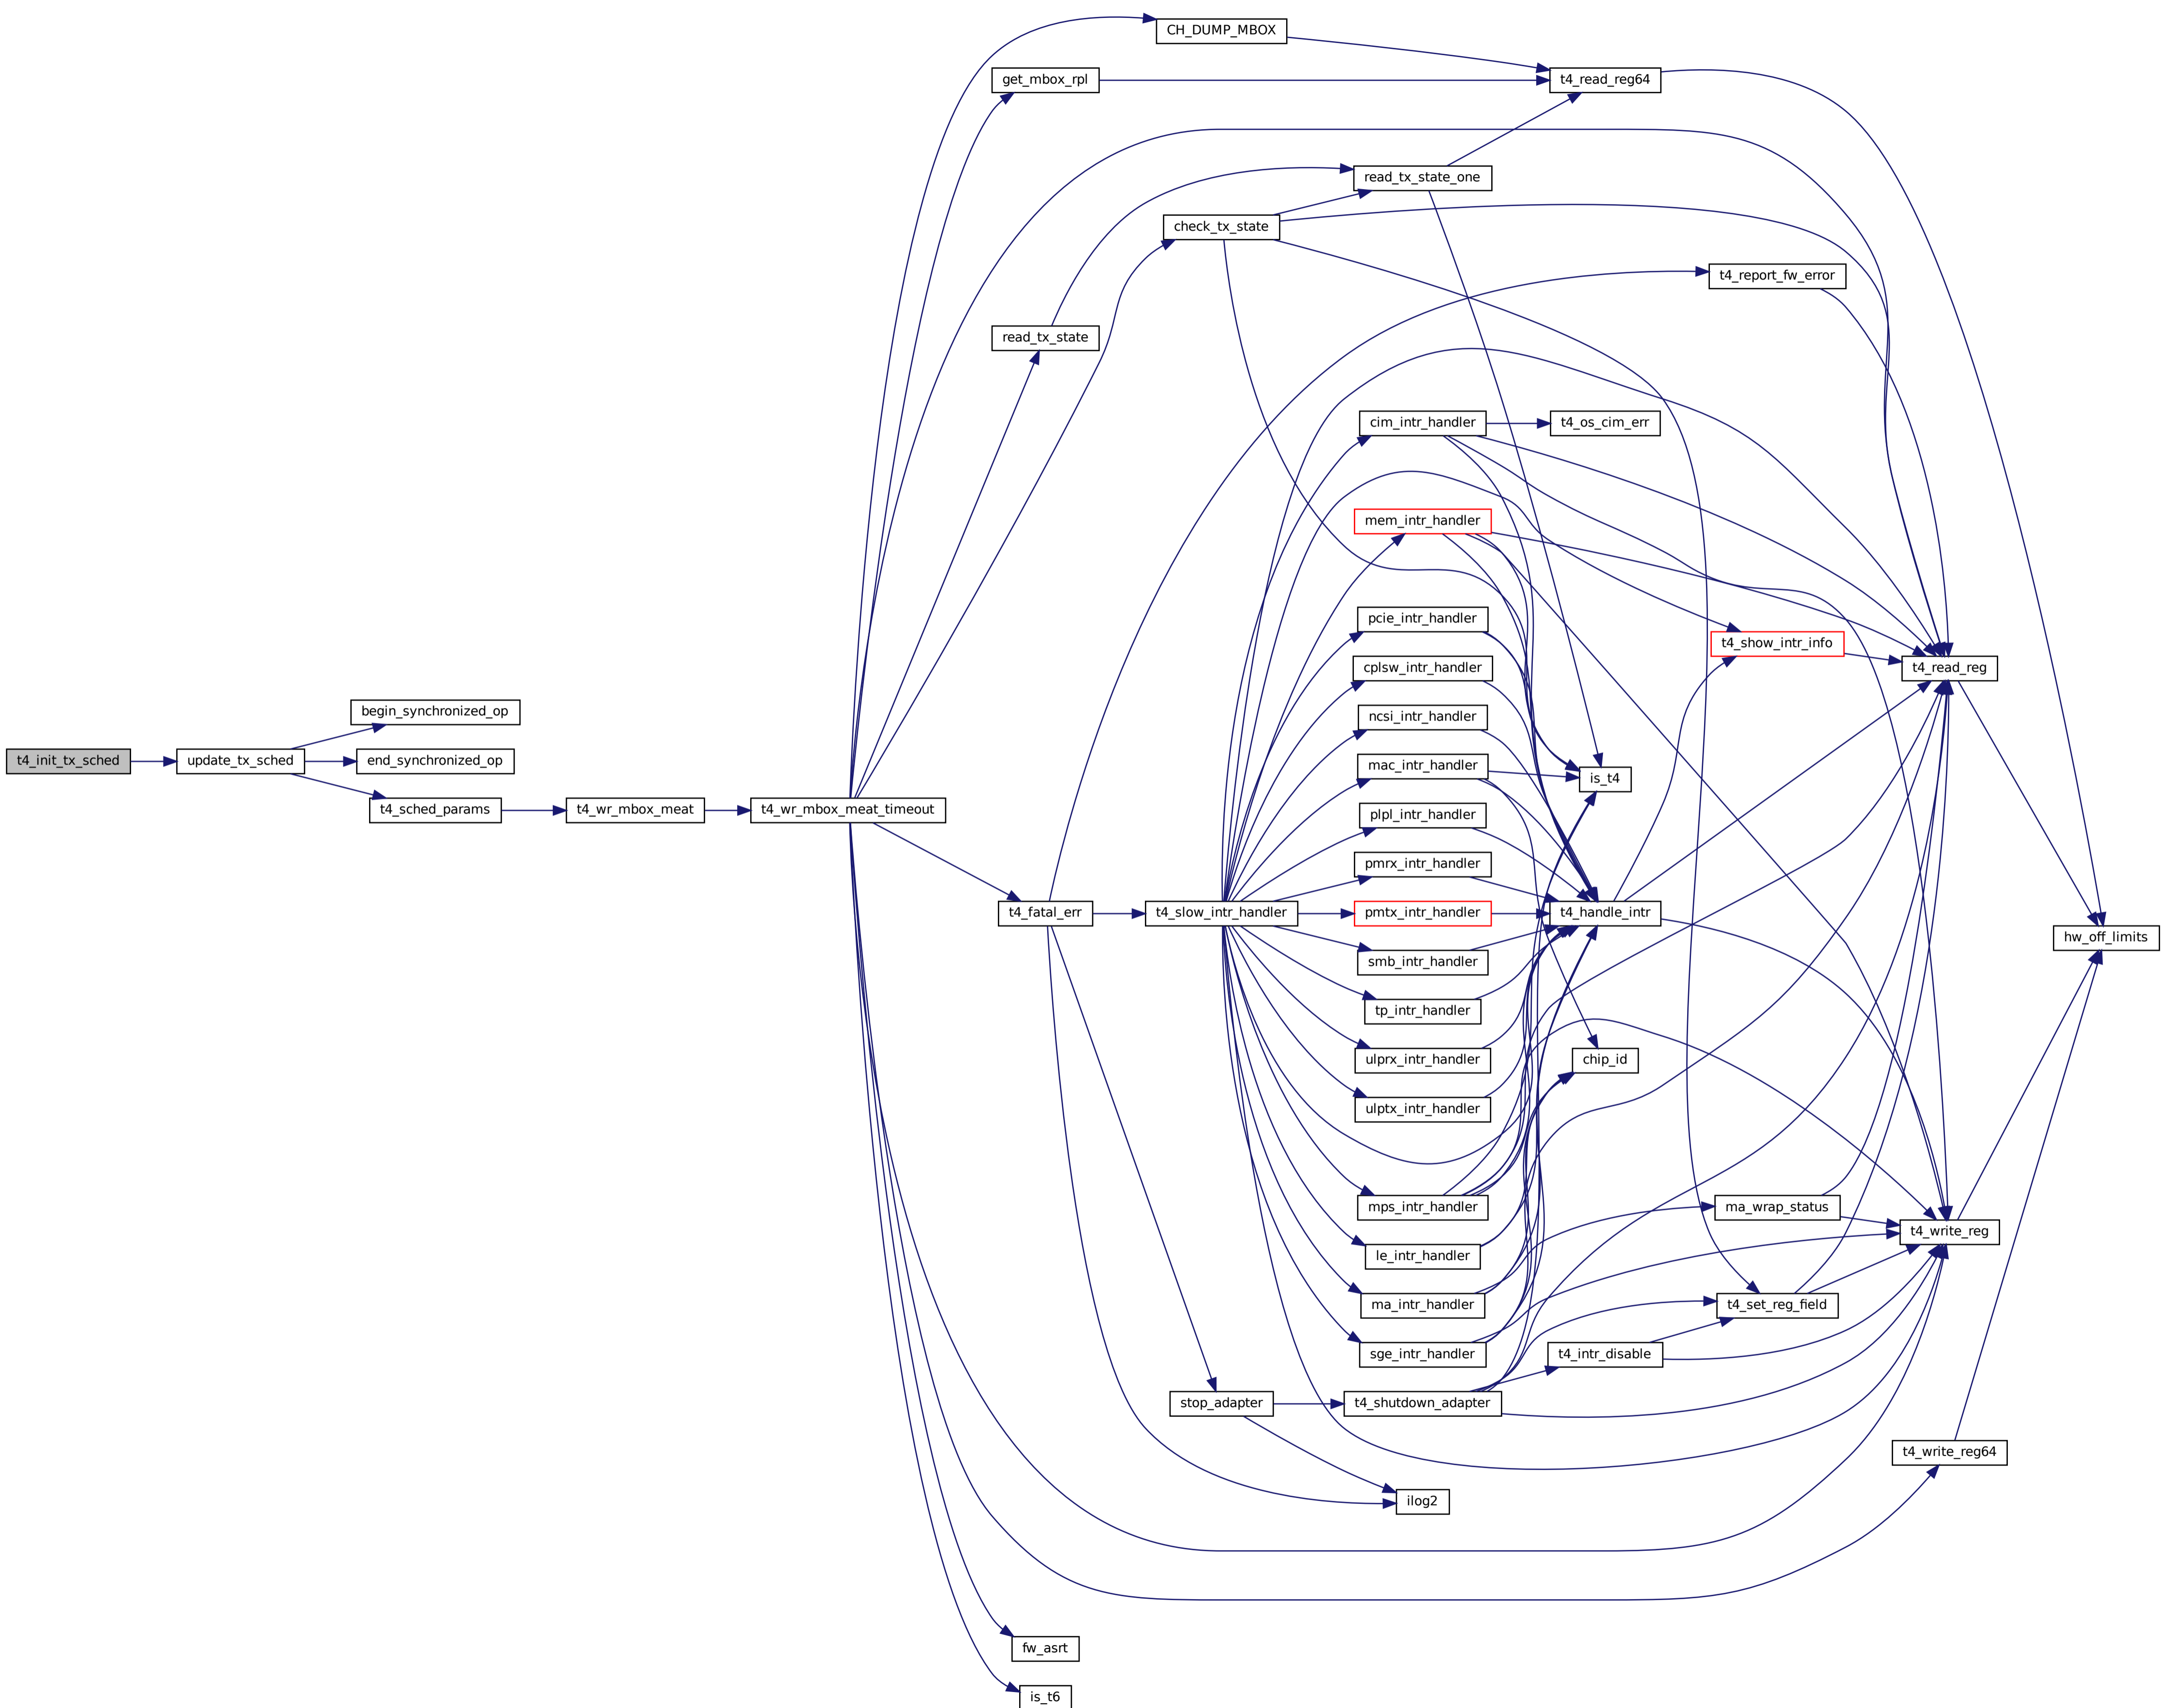 CH_DUMP_MBOX
get_mbox_rpl
t4_read_reg64
read_tx_state_one
check_tx_state
t4_report_fw_error
read_tx_state
cim_intr_handler
t4_os_cim_err
mem_intr_handler
pcie_intr_handler
t4_show_intr_info
cplsw_intr_handler
t4_read_reg
begin_synchronized_op
ncsi_intr_handler
t4_init_tx_sched
update_tx_sched
end_synchronized_op
mac_intr_handler
is_t4
t4_sched_params
t4_wr_mbox_meat
t4_wr_mbox_meat_timeout
plpl_intr_handler
pmrx_intr_handler
t4_fatal_err
t4_slow_intr_handler
pmtx_intr_handler
t4_handle_intr
hw_off_limits
smb_intr_handler
tp_intr_handler
ulprx_intr_handler
chip_id
ulptx_intr_handler
mps_intr_handler
ma_wrap_status
t4_write_reg
le_intr_handler
ma_intr_handler
t4_set_reg_field
sge_intr_handler
t4_intr_disable
stop_adapter
t4_shutdown_adapter
t4_write_reg64
ilog2
fw_asrt
is_t6